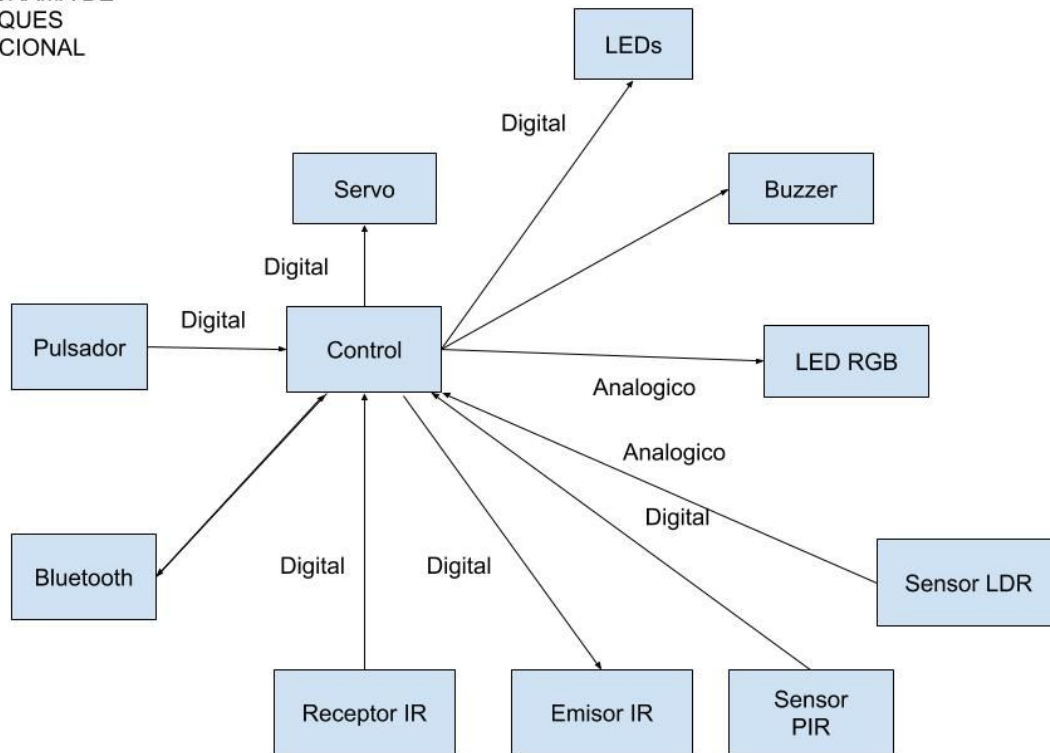 QUES
CIONAL
LEDs
Digital
Servo
Buzzer
Digital
Pulsador
Digital
Control
LED RGB
Analogico
Analogico
Digital
Bluetooth
Digital
Digital
Sensor LDR
Receptor IR
Emisor IR
Sensor
PIR